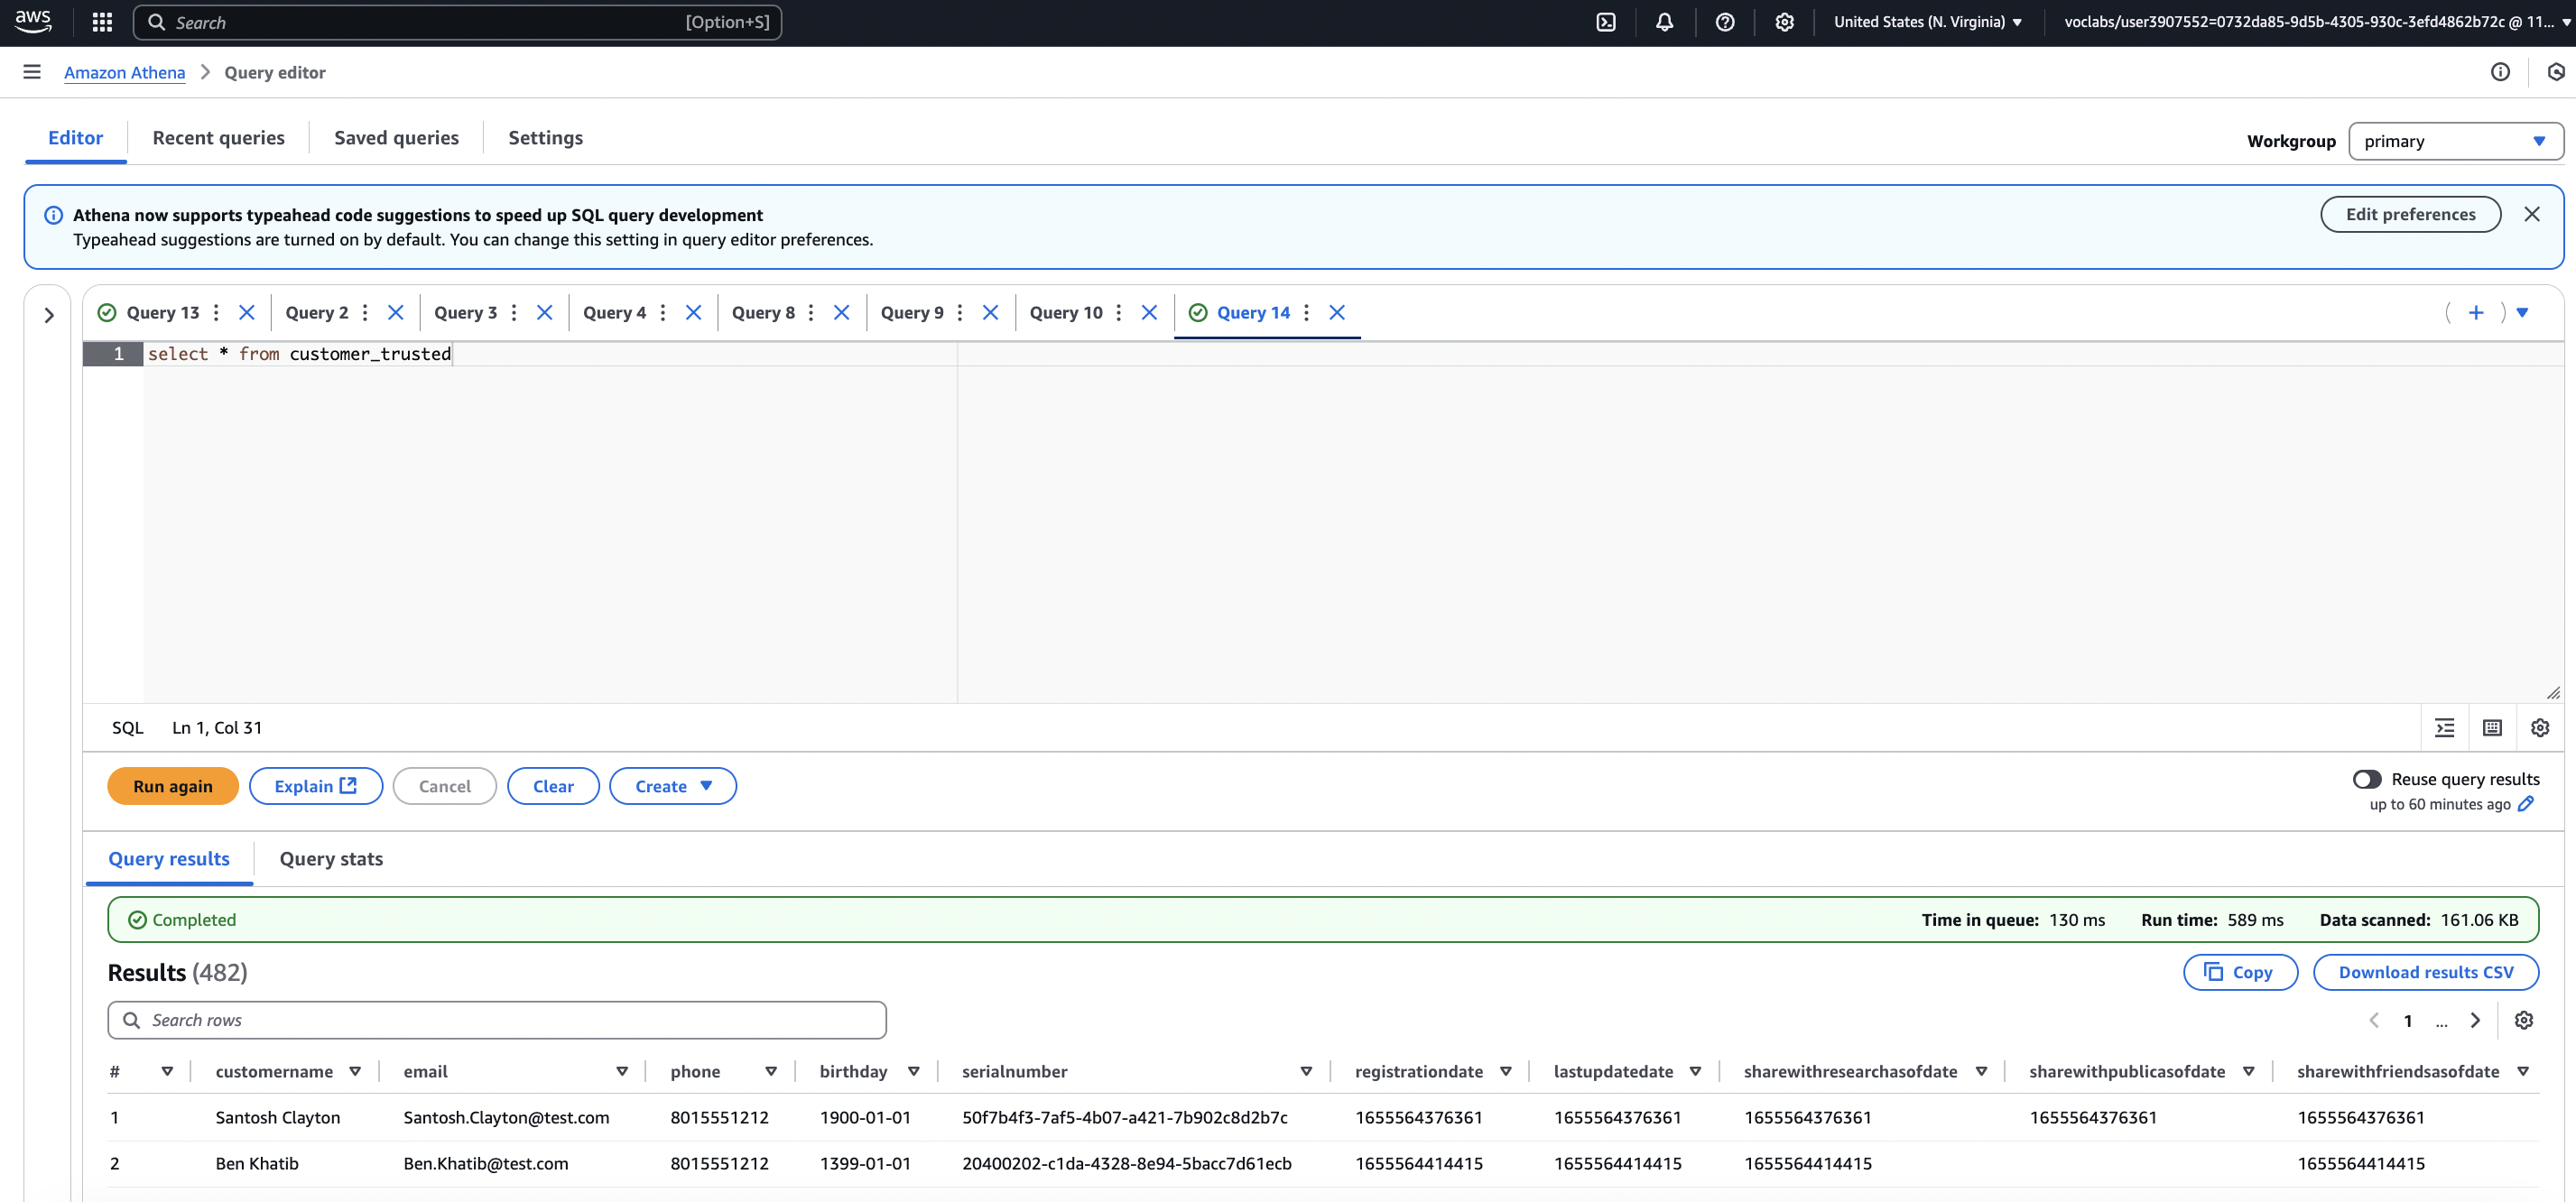 aws Search [Option+S] United States (N. Virginia) voclabs/user3907552=0732da85-9d5b-4305-930c-3efd4862b72c @ 11...
Amazon Athena Query editor
Editor Recent queries Saved queries Settings Workgroup primary
Athena now supports typeahead code suggestions to speed up SQL query development Edit preferences
Typeahead suggestions are turned on by default. You can change this setting in query editor preferences.
Query 13 Query 2 Query 3 Query 4 Query 8 Query 9 Query 10 Query 14
1 select * from customer_trusted
SQL Ln 1, Col 31
Run again Explain Cancel Clear Create Reuse query results
up to 60 minutes ago
Query results Query stats
Completed Time in queue: 130 ms Run time: 589 ms Data scanned: 161.06 KB
Results (482) Copy Download results CSV
Search rows 1 ...
# customername email phone birthday serialnumber registrationdate lastupdatedate sharewithresearchasofdate sharewithpublicasofdate sharewithfriendsasofdate
1 Santosh Clayton Santosh.Clayton@test.com 8015551212 1900-01-01 50f7b4f3-7af5-4b07-a421-7b902c8d2b7c 1655564376361 1655564376361 1655564376361 1655564376361 1655564376361
2 Ben Khatib Ben.Khatib@test.com 8015551212 1399-01-01 20400202-c1da-4328-8e94-5bacc7d61ecb 1655564414415 1655564414415 1655564414415 1655564414415